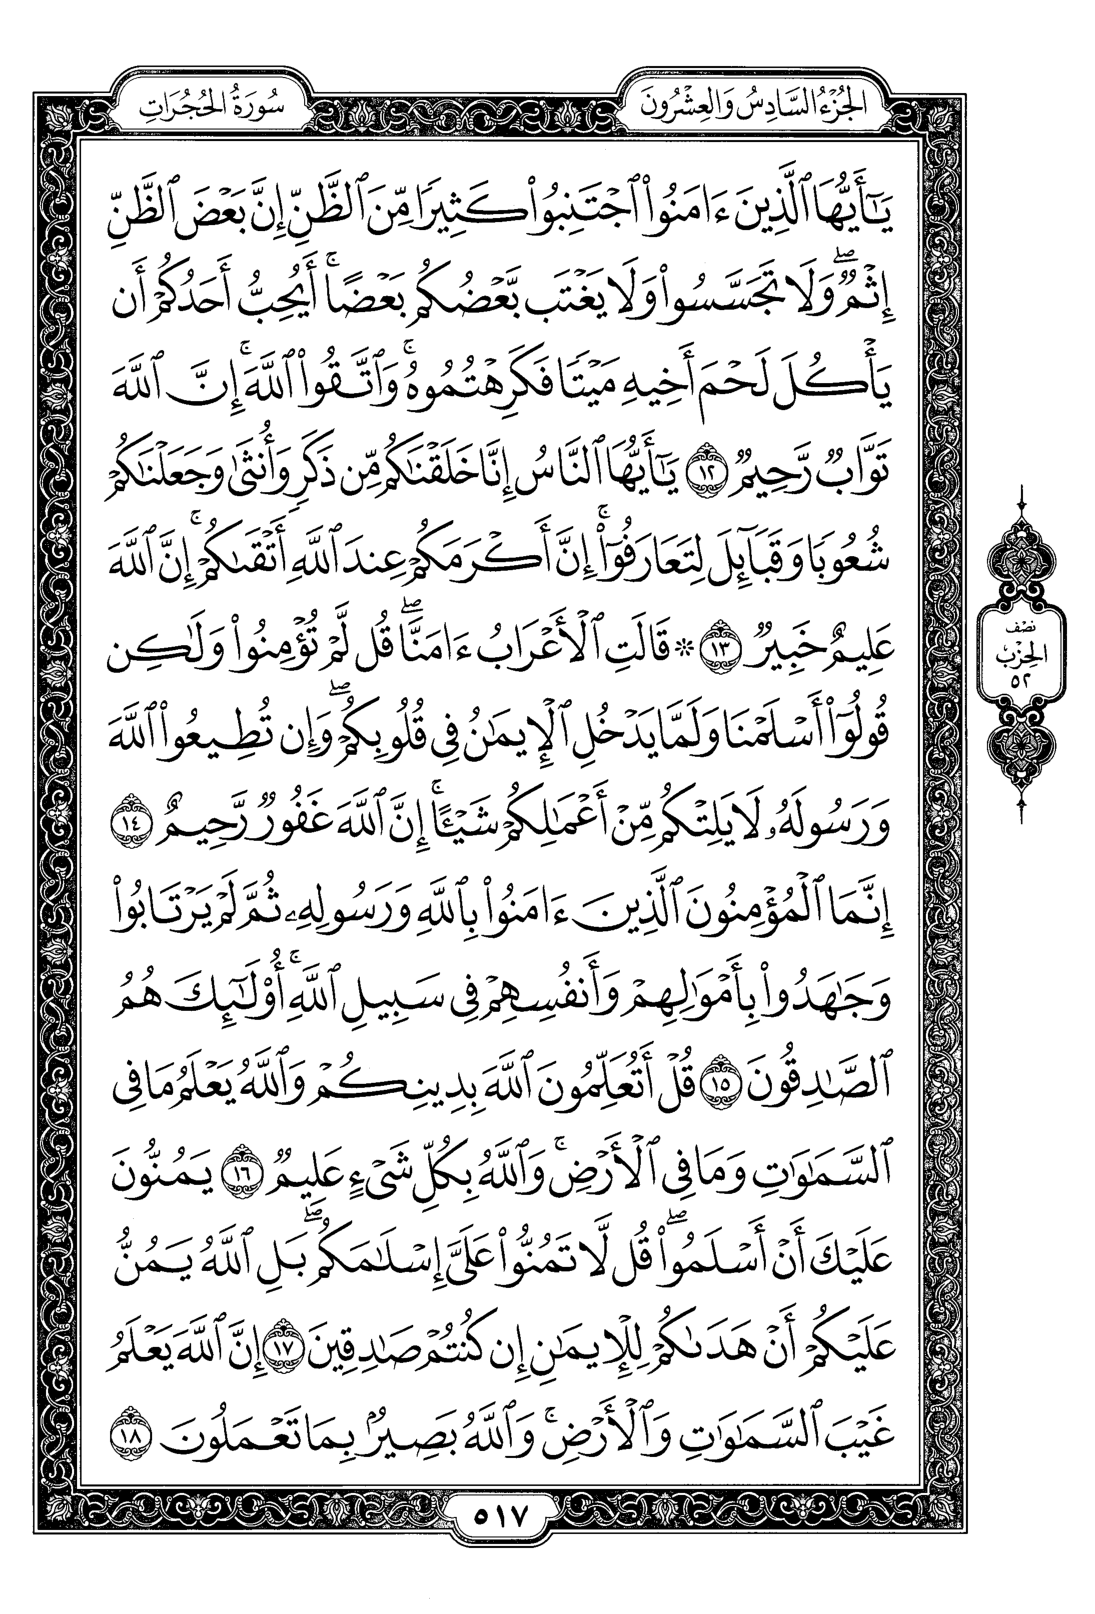 الجُزْءُ السَّادِسُ وَالعِشْرُونَ
سُورَةُ الحُجُرَاتِ
يَٰٓأَيُّهَا ٱلَّذِينَ ءَامَنُوا۟ ٱجْتَنِبُوا۟ كَثِيرًا مِّنَ ٱلظَّنِّ إِنَّ بَعْضَ ٱلظَّنِّ
إِثْمٌ ۖ وَلَا تَجَسَّسُوا۟ وَلَا يَغْتَب بَّعْضُكُم بَعْضًا ۚ أَيُحِبُّ أَحَدُكُمْ أَن
يَأْكُلَ لَحْمَ أَخِيهِ مَيْتًا فَكَرِهْتُمُوهُ ۚ وَٱتَّقُوا۟ ٱللَّهَ ۚ إِنَّ ٱللَّهَ
تَوَّابٌ رَّحِيمٌ ١٢ يَٰٓأَيُّهَا ٱلنَّاسُ إِنَّا خَلَقْنَٰكُم مِّن ذَكَرٍ وَأُنثَىٰ وَجَعَلْنَٰكُمْ
شُعُوبًا وَقَبَآئِلَ لِتَعَارَفُوٓا۟ ۚ إِنَّ أَكْرَمَكُمْ عِندَ ٱللَّهِ أَتْقَىٰكُمْ ۚ إِنَّ ٱللَّهَ
عَلِيمٌ خَبِيرٌ ١٣ ۞ قَالَتِ ٱلْأَعْرَابُ ءَامَنَّا ۖ قُل لَّمْ تُؤْمِنُوا۟ وَلَٰكِن
قُولُوٓا۟ أَسْلَمْنَا وَلَمَّا يَدْخُلِ ٱلْإِيمَٰنُ فِى قُلُوبِكُمْ ۖ وَإِن تُطِيعُوا۟ ٱللَّهَ
وَرَسُولَهُۥ لَا يَلِتْكُم مِّنْ أَعْمَٰلِكُمْ شَيْـًٔا ۚ إِنَّ ٱللَّهَ غَفُورٌ رَّحِيمٌ ١٤
إِنَّمَا ٱلْمُؤْمِنُونَ ٱلَّذِينَ ءَامَنُوا۟ بِٱللَّهِ وَرَسُولِهِۦ ثُمَّ لَمْ يَرْتَابُوا۟
وَجَٰهَدُوا۟ بِأَمْوَٰلِهِمْ وَأَنفُسِهِمْ فِى سَبِيلِ ٱللَّهِ ۚ أُو۟لَٰٓئِكَ هُمُ
ٱلصَّٰدِقُونَ ١٥ قُلْ أَتُعَلِّمُونَ ٱللَّهَ بِدِينِكُمْ وَٱللَّهُ يَعْلَمُ مَا فِى
ٱلسَّمَٰوَٰتِ وَمَا فِى ٱلْأَرْضِ ۚ وَٱللَّهُ بِكُلِّ شَىْءٍ عَلِيمٌ ١٦ يَمُنُّونَ
عَلَيْكَ أَنْ أَسْلَمُوا۟ ۖ قُل لَّا تَمُنُّوا۟ عَلَىَّ إِسْلَٰمَكُم ۖ بَلِ ٱللَّهُ يَمُنُّ
عَلَيْكُمْ أَنْ هَدَىٰكُمْ لِلْإِيمَٰنِ إِن كُنتُمْ صَٰدِقِينَ ١٧ إِنَّ ٱللَّهَ يَعْلَمُ
غَيْبَ ٱلسَّمَٰوَٰتِ وَٱلْأَرْضِ ۚ وَٱللَّهُ بَصِيرٌۢ بِمَا تَعْمَلُونَ ١٨
نصف
الحِزْب
٥٢
٥١٧